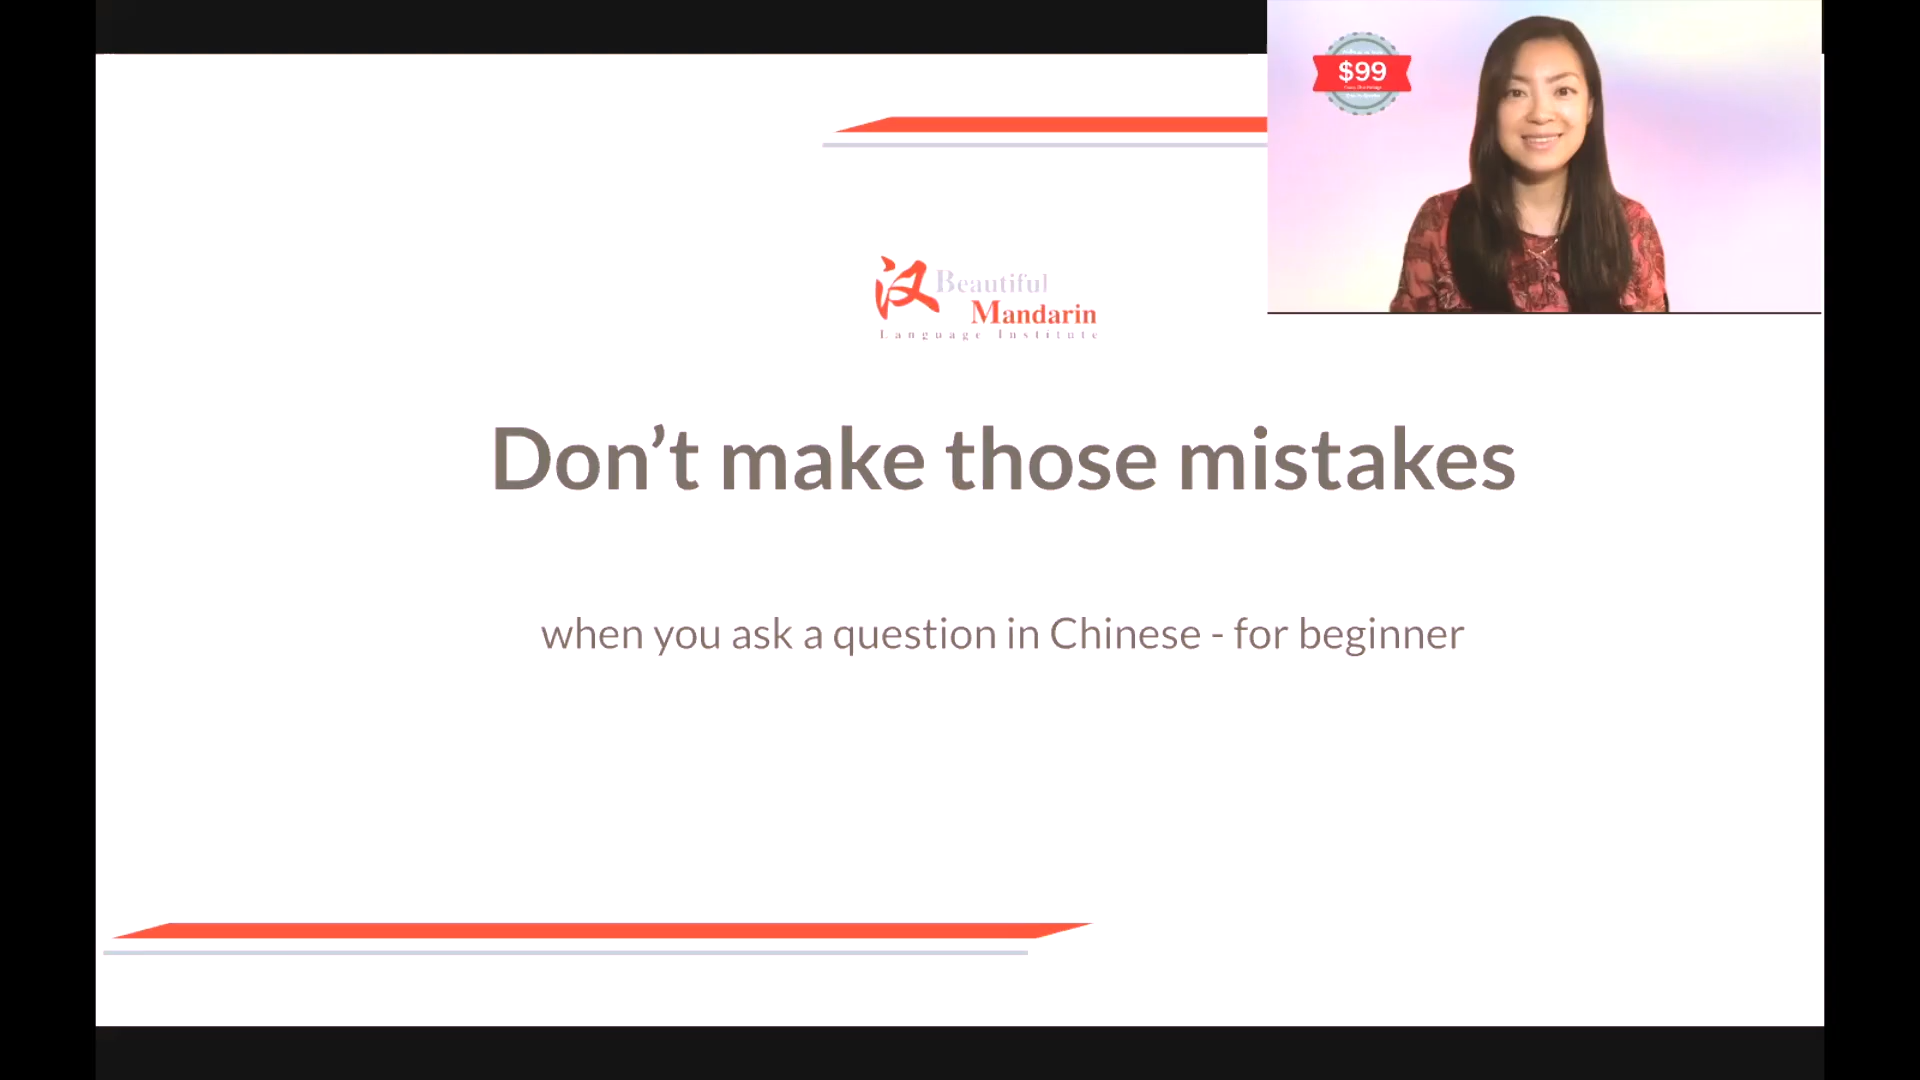 $99
汉 Beautiful
Mandarin
Language Institute
Don’t make those mistakes
when you ask a question in Chinese - for beginner